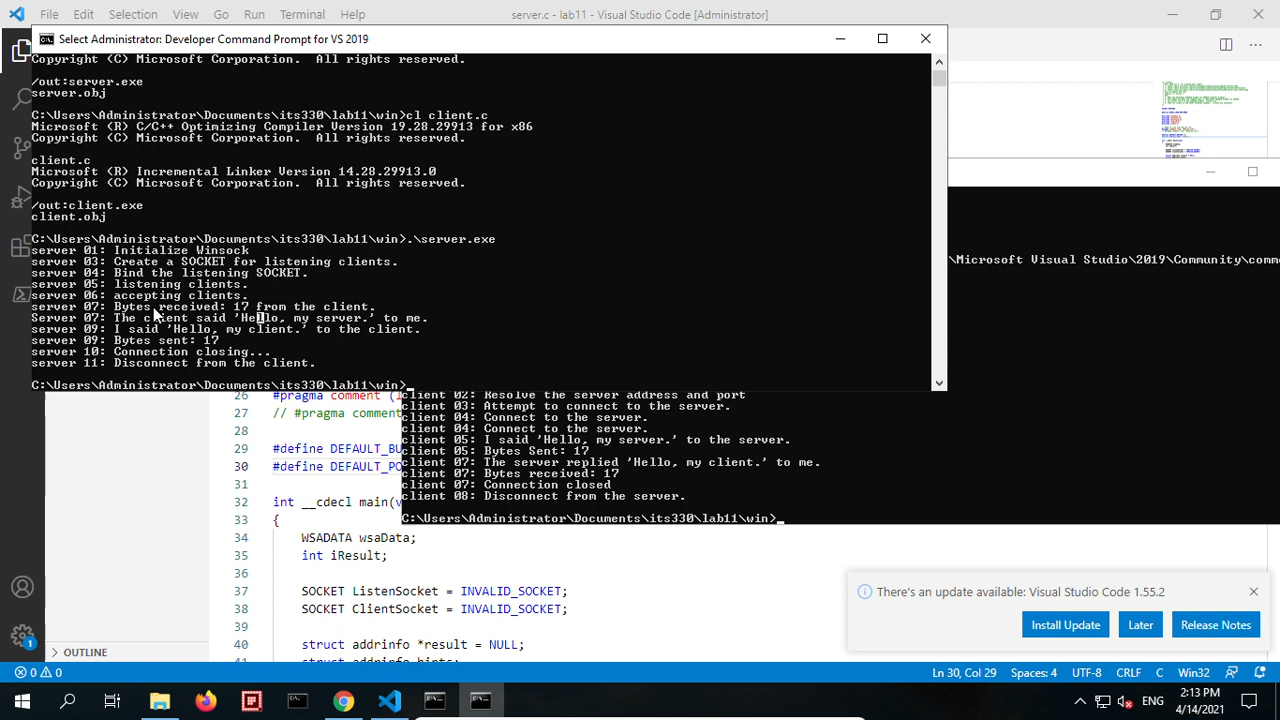 File Edit Selection View Go Run Terminal Help server.c - lab11 - Visual Studio Code [Administrator]
Select Administrator: Developer Command Prompt for VS 2019
Copyright (C) Microsoft Corporation.  All rights reserved.
/out:server.exe
server.obj
C:\Users\Administrator\Documents\its330\lab11\win>cl client.c
Microsoft (R) C/C++ Optimizing Compiler Version 19.28.29913 for x86
Copyright (C) Microsoft Corporation.  All rights reserved.
client.c
Microsoft (R) Incremental Linker Version 14.28.29913.0
Copyright (C) Microsoft Corporation.  All rights reserved.
/out:client.exe
client.obj
C:\Users\Administrator\Documents\its330\lab11\win>.\server.exe
server 01: Initialize Winsock
server 03: Create a SOCKET for listening clients.
server 04: Bind the listening SOCKET.
server 05: listening clients.
server 06: accepting clients.
server 07: Bytes received: 17 from the client.
Server 07: The client said 'Hello, my server.' to me.
server 09: I said 'Hello, my client.' to the client.
server 09: Bytes sent: 17
server 10: Connection closing...
server 11: Disconnect from the client.
C:\Users\Administrator\Documents\its330\lab11\win>
\Microsoft Visual Studio\2019\Community\comm
client 02: Resolve the server address and port
client 03: Attempt to connect to the server.
client 04: Connect to the server.
client 04: Connect to the server.
client 05: I said 'Hello, my server.' to the server.
client 05: Bytes Sent: 17
client 07: The server replied 'Hello, my client.' to me.
client 07: Bytes received: 17
client 07: Connection closed
client 08: Disconnect from the server.
C:\Users\Administrator\Documents\its330\lab11\win>
26 #pragma comment (l
27 // #pragma comment
28
29 #define DEFAULT_BU
30 #define DEFAULT_PO
31
32 int __cdecl main(v
33 {
34 WSADATA wsaData;
35 int iResult;
36
37 SOCKET ListenSocket = INVALID_SOCKET;
38 SOCKET ClientSocket = INVALID_SOCKET;
39
40 struct addrinfo *result = NULL;
41 struct addrinfo hints;
There's an update available: Visual Studio Code 1.55.2
Install Update Later Release Notes
OUTLINE
1
0 0 Ln 30, Col 29 Spaces: 4 UTF-8 CRLF C Win32
ENG
2:13 PM
4/14/2021